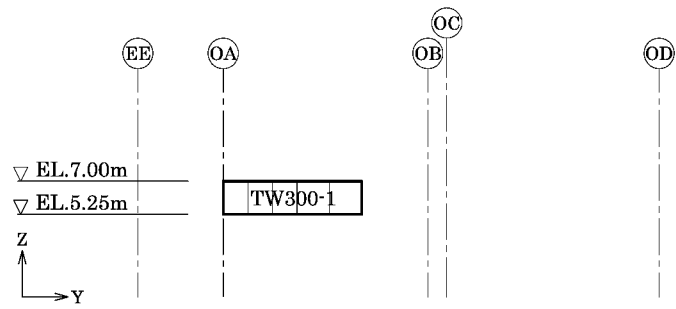 OC
EE OA OB OD
▽ EL.7.00m
TW300-1
▽ EL.5.25m
Z
Y